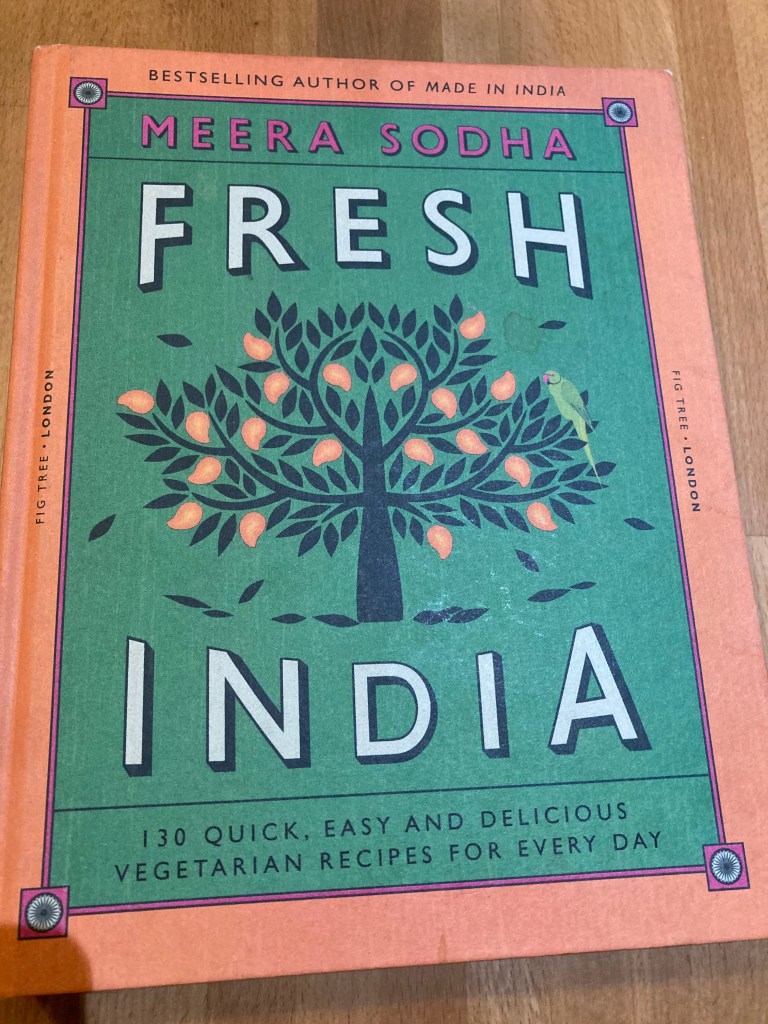 BESTSELLING AUTHOR OF MADE IN INDIA
MEERA SODHA
FRESH
FIG TREE • LONDON
FIG TREE • LONDON
INDIA
130 QUICK, EASY AND DELICIOUS
VEGETARIAN RECIPES FOR EVERY DAY